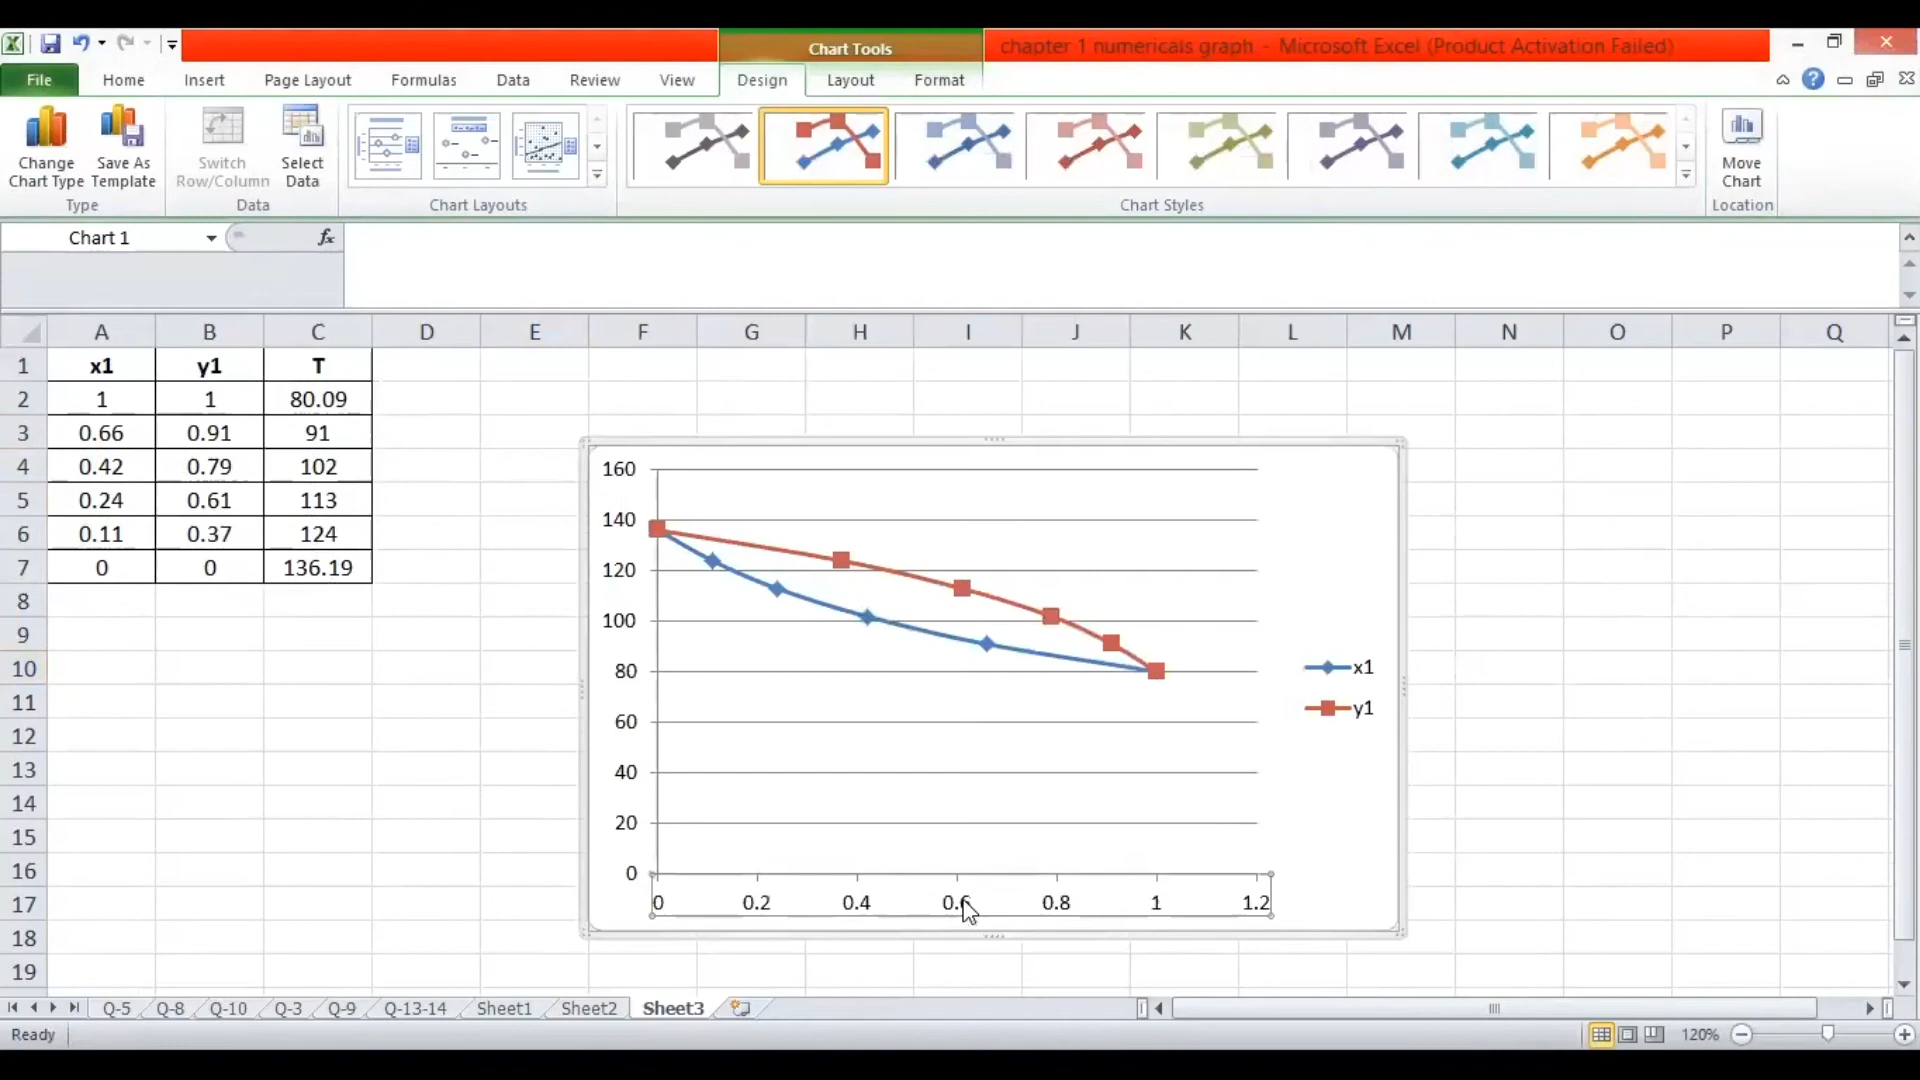 Chart Tools
chapter 1 numericals graph - Microsoft Excel (Product Activation Failed)
File Home Insert Page Layout Formulas Data Review View Design Layout Format
Change Chart Type
Save As Template
Switch Row/Column
Select Data
Move Chart
Type Data Chart Layouts Chart Styles Location
Chart 1 fx
A B C D E F G H I J K L M N O P Q
1 x1 y1 T
2 1 1 80.09
3 0.66 0.91 91
4 0.42 0.79 102
5 0.24 0.61 113
6 0.11 0.37 124
7 0 0 136.19
8
9
10
11
12
13
14
15
16
17
18
19
160
140
120
100
80
60
40
20
0
0 0.2 0.4 0.6 0.8 1 1.2
x1
y1
Q-5 Q-8 Q-10 Q-3 Q-9 Q-13-14 Sheet1 Sheet2 Sheet3
Ready 120%